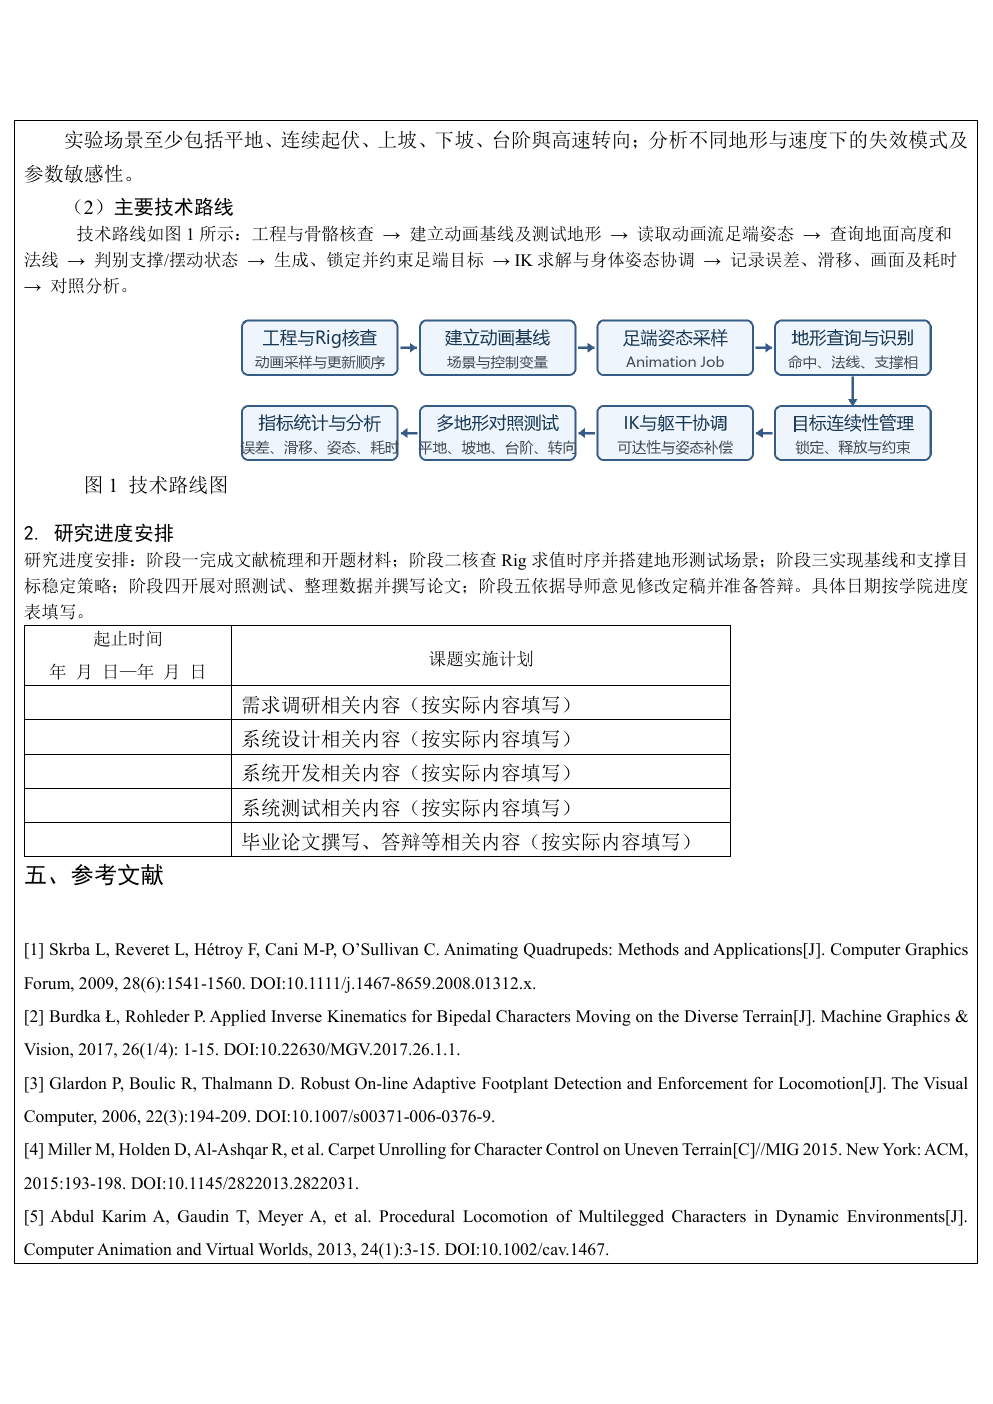 实验场景至少包括平地、连续起伏、上坡、下坡、台阶與高速转向；分析不同地形与速度下的失效模式及
参数敏感性。
（2）主要技术路线
技术路线如图 1 所示：工程与骨骼核查 → 建立动画基线及测试地形 → 读取动画流足端姿态 → 查询地面高度和
法线 → 判别支撑/摆动状态 → 生成、锁定并约束足端目标 → IK 求解与身体姿态协调 → 记录误差、滑移、画面及耗时
→ 对照分析。
工程与Rig核查 建立动画基线 足端姿态采样 地形查询与识别
动画采样与更新顺序 场景与控制变量 Animation Job 命中、法线、支撑相
指标统计与分析 多地形对照测试 IK与躯干协调 目标连续性管理
误差、滑移、姿态、耗时 平地、坡地、台阶、转向 可达性与姿态补偿 锁定、释放与约束
图 1 技术路线图
2. 研究进度安排
研究进度安排：阶段一完成文献梳理和开题材料；阶段二核查 Rig 求值时序并搭建地形测试场景；阶段三实现基线和支撑目
标稳定策略；阶段四开展对照测试、整理数据并撰写论文；阶段五依据导师意见修改定稿并准备答辩。具体日期按学院进度
表填写。
起止时间
年 月 日—年 月 日
课题实施计划
需求调研相关内容（按实际内容填写）
系统设计相关内容（按实际内容填写）
系统开发相关内容（按实际内容填写）
系统测试相关内容（按实际内容填写）
毕业论文撰写、答辩等相关内容（按实际内容填写）
五、参考文献
[1] Skrba L, Reveret L, Hétroy F, Cani M-P, O’Sullivan C. Animating Quadrupeds: Methods and Applications[J]. Computer Graphics
Forum, 2009, 28(6):1541-1560. DOI:10.1111/j.1467-8659.2008.01312.x.
[2] Burdka Ł, Rohleder P. Applied Inverse Kinematics for Bipedal Characters Moving on the Diverse Terrain[J]. Machine Graphics &
Vision, 2017, 26(1/4): 1-15. DOI:10.22630/MGV.2017.26.1.1.
[3] Glardon P, Boulic R, Thalmann D. Robust On-line Adaptive Footplant Detection and Enforcement for Locomotion[J]. The Visual
Computer, 2006, 22(3):194-209. DOI:10.1007/s00371-006-0376-9.
[4] Miller M, Holden D, Al-Ashqar R, et al. Carpet Unrolling for Character Control on Uneven Terrain[C]//MIG 2015. New York: ACM,
2015:193-198. DOI:10.1145/2822013.2822031.
[5] Abdul Karim A, Gaudin T, Meyer A, et al. Procedural Locomotion of Multilegged Characters in Dynamic Environments[J].
Computer Animation and Virtual Worlds, 2013, 24(1):3-15. DOI:10.1002/cav.1467.